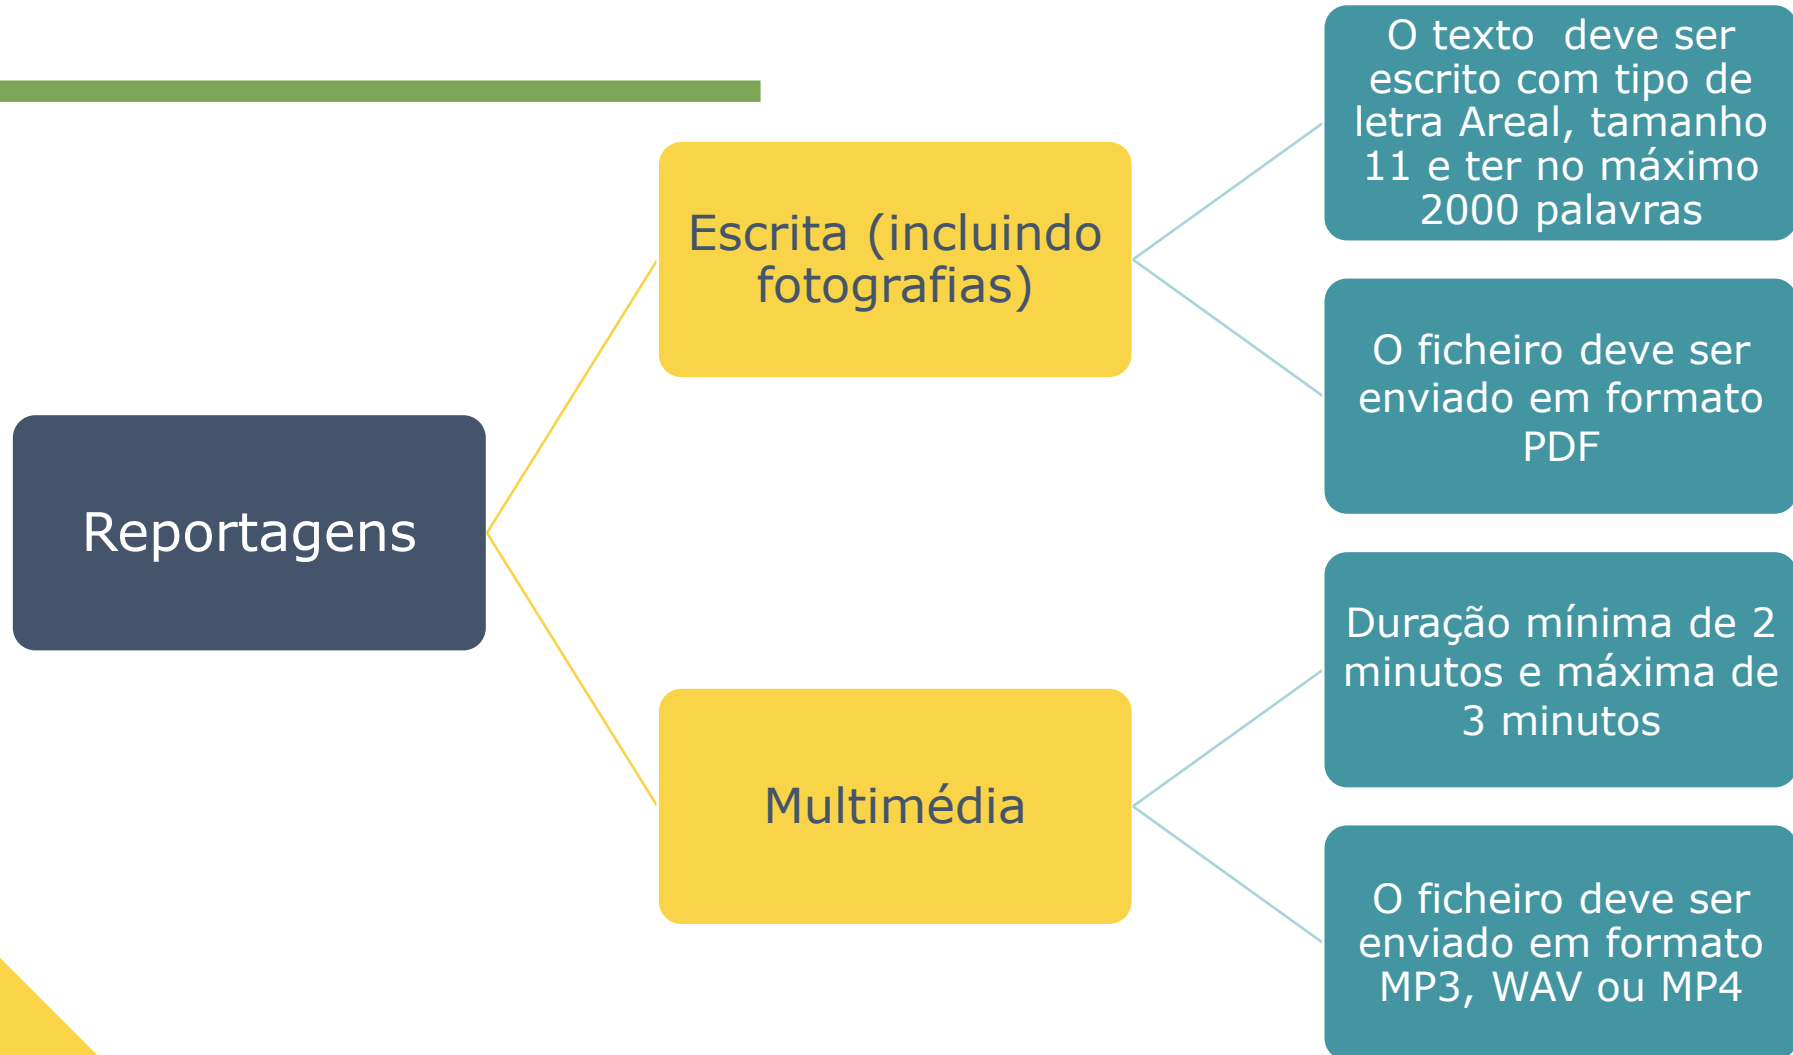 Reportagens
Escrita (incluindo
fotografias)
O texto  deve ser
escrito com tipo de
letra Areal, tamanho
11 e ter no máximo
2000 palavras
O ficheiro deve ser
enviado em formato
PDF
Multimédia
Duração mínima de 2
minutos e máxima de
3 minutos
O ficheiro deve ser
enviado em formato
MP3, WAV ou MP4